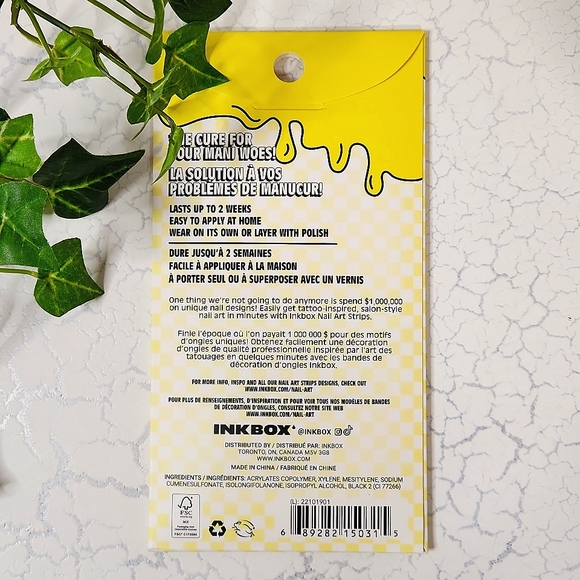 THE CURE FOR
YOUR MANI WOES!
LA SOLUTION À VOS
PROBLÈMES DE MANUCUR!
LASTS UP TO 2 WEEKS
EASY TO APPLY AT HOME
WEAR ON ITS OWN OR LAYER WITH POLISH
DURE JUSQU'À 2 SEMAINES
FACILE À APPLIQUER À LA MAISON
À PORTER SEUL OU À SUPERPOSER AVEC UN VERNIS
One thing we're not going to do anymore is spend $1,000,000
on unique nail designs! Easily get tattoo-inspired, salon-style
nail art in minutes with Inkbox Nail Art Strips.
Finie l'époque où l'on payait 1 000 000 $ pour des motifs
d'ongles uniques! Obtenez facilement une décoration
d'ongles de qualité professionnelle inspirée par l'art des
tatouages en quelques minutes avec les bandes de
décoration d'ongles Inkbox.
FOR MORE INFO, INSPO AND ALL OUR NAIL ART STRIPS DESIGNS, CHECK OUT
WWW.INKBOX.COM/NAIL-ART
POUR PLUS DE RENSEIGNEMENTS, D'INSPIRATION ET POUR VOIR TOUS NOS MODÈLES DE BANDES
DE DÉCORATION D'ONGLES, CONSULTEZ NOTRE SITE WEB
WWW.INKBOX.COM/NAIL-ART
INKBOX @INKBOX
DISTRIBUTED BY / DISTRIBUÉ PAR: INKBOX
TORONTO, ON, CANADA M5V 3G8
WWW.INKBOX.COM
MADE IN CHINA / FABRIQUÉ EN CHINE
INGREDIENTS / INGRÉDIENTS: ACRYLATES COPOLYMER, XYLENE, MESITYLENE, SODIUM
CUMENESULFONATE, ISOLONGIFOLANONE, ISOPROPYL ALCOHOL, BLACK 2 (CI 77266)
(L): 22101901
FSC
MIX
6 89282 15031 5